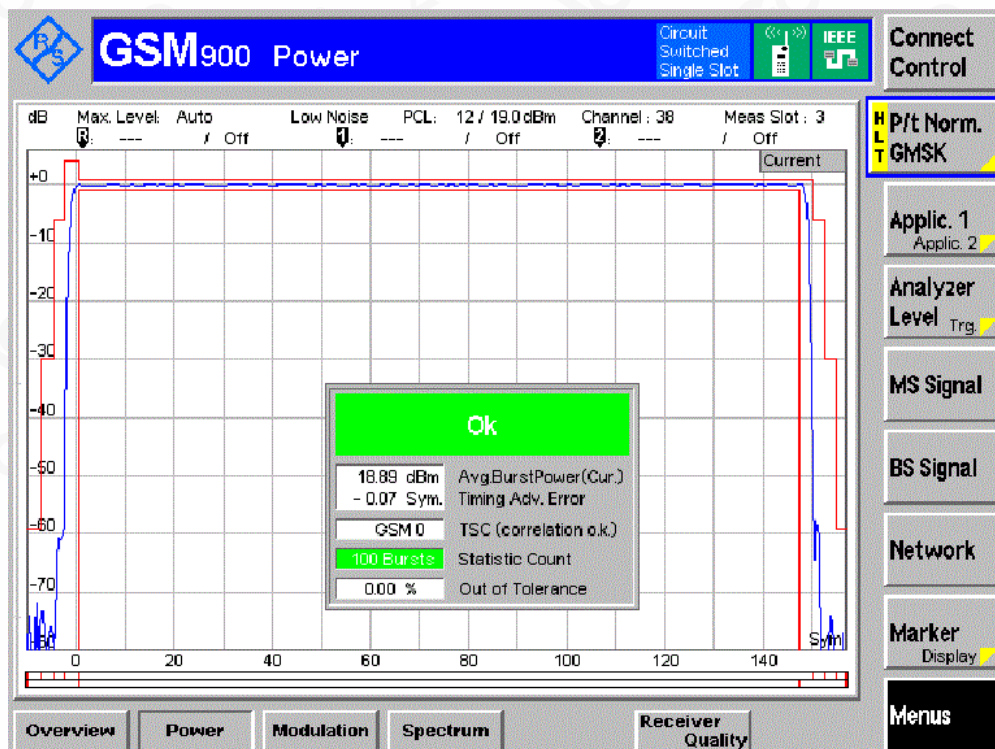 R/S
GSM900 Power
Circuit
Switched
Single Slot
IEEE
Connect
Control
dB Max. Level: Auto Low Noise PCL: 12 / 19.0 dBm Channel : 38 Meas Slot : 3
R: --- / Off 1: --- / Off 2: --- / Off
Current
+0
-10
-20
-30
-40
-50
-60
-70
Sym
0 20 40 60 80 100 120 140
Ok
18.89 dBm Avg.BurstPower(Cur.)
- 0.07 Sym. Timing Adv. Error
GSM 0 TSC (correlation o.k.)
100 Bursts Statistic Count
0.00 % Out of Tolerance
HLT
P/t Norm.
GMSK
Applic. 1
Applic. 2
Analyzer
Level Trg.
MS Signal
BS Signal
Network
Marker
Display
Menus
Overview Power Modulation Spectrum Receiver
Quality